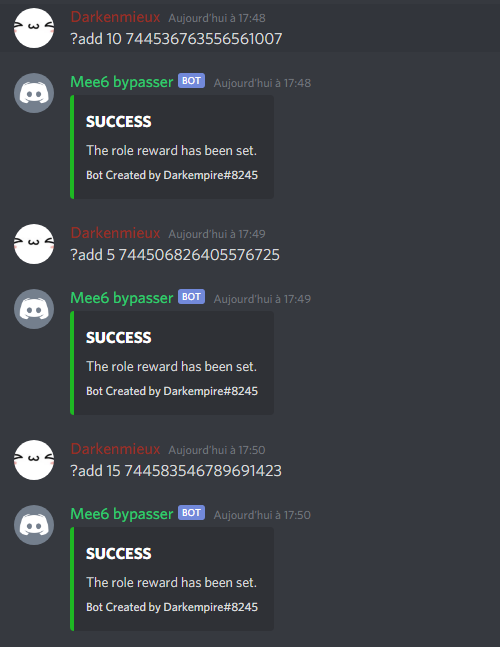 Darkenmieux Aujourd'hui à 17:48
?add 10 744536763556561007
Mee6 bypasser BOT Aujourd'hui à 17:48
SUCCESS
The role reward has been set.
Bot Created by Darkempire#8245
Darkenmieux Aujourd'hui à 17:49
?add 5 744506826405576725
Mee6 bypasser BOT Aujourd'hui à 17:49
SUCCESS
The role reward has been set.
Bot Created by Darkempire#8245
Darkenmieux Aujourd'hui à 17:50
?add 15 744583546789691423
Mee6 bypasser BOT Aujourd'hui à 17:50
SUCCESS
The role reward has been set.
Bot Created by Darkempire#8245